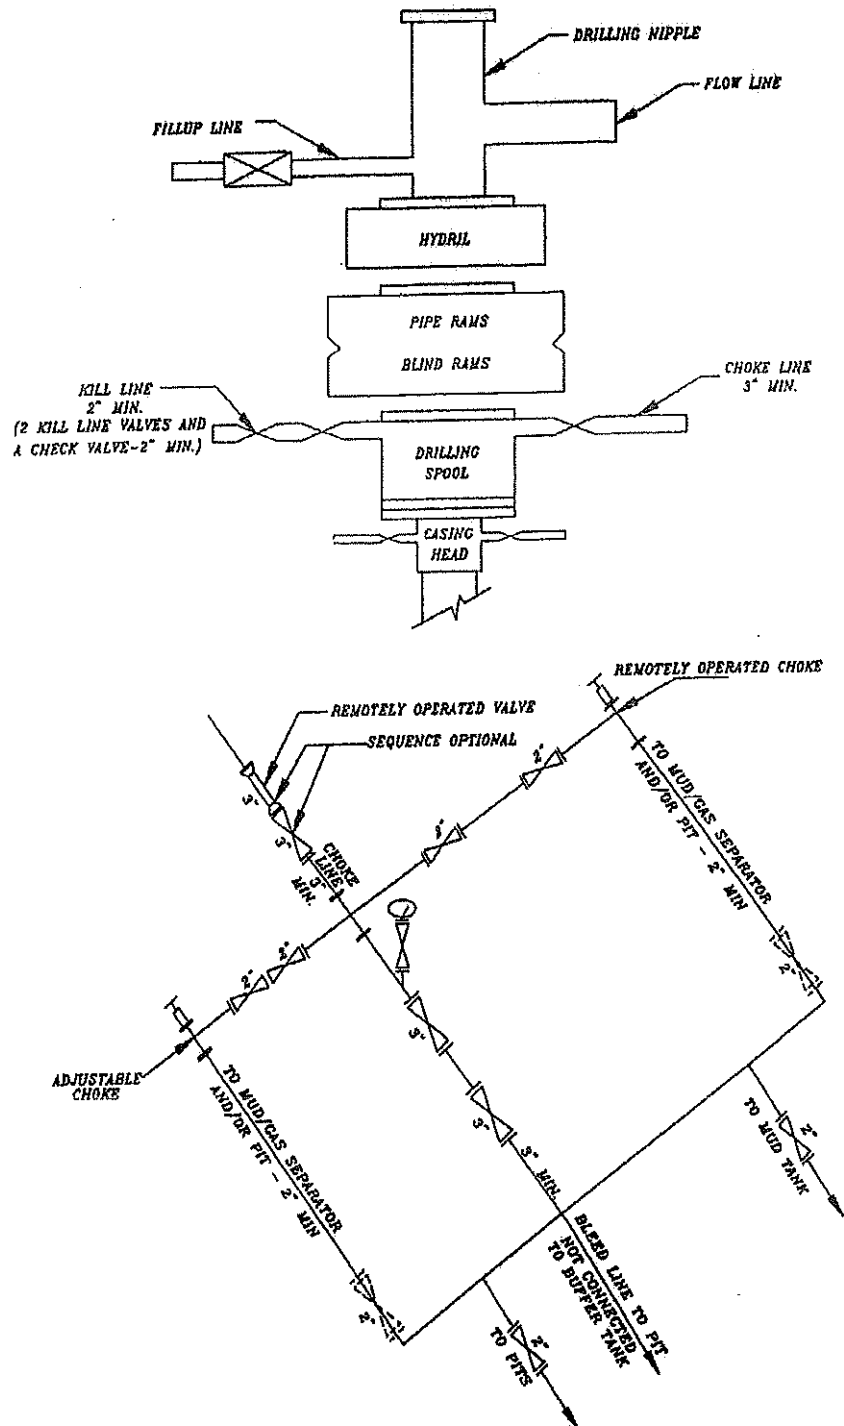 DRILLING NIPPLE
FLOW LINE
FILLUP LINE
HYDRIL
PIPE RAMS
BLIND RAMS
KILL LINE
2" MIN.
(2 KILL LINE VALVES AND
A CHECK VALVE-2" MIN.)
CHOKE LINE
3" MIN.
DRILLING
SPOOL
CASING
HEAD
REMOTELY OPERATED CHOKE
REMOTELY OPERATED VALVE
SEQUENCE OPTIONAL
3"
3"
CHOKE
LINE
3"
MIN.
2"
TO MUD/GAS SEPARATOR
AND/OR PIT - 2" MIN
2"
2"
2"
ADJUSTABLE
CHOKE
TO MUD/GAS SEPARATOR
AND/OR PIT - 2" MIN
2"
3"
3"
3" MIN.
BLEED LINE TO PIT
NOT CONNECTED
TO BUFFER TANK
TO MUD TANK
2"
TO PITS
2"